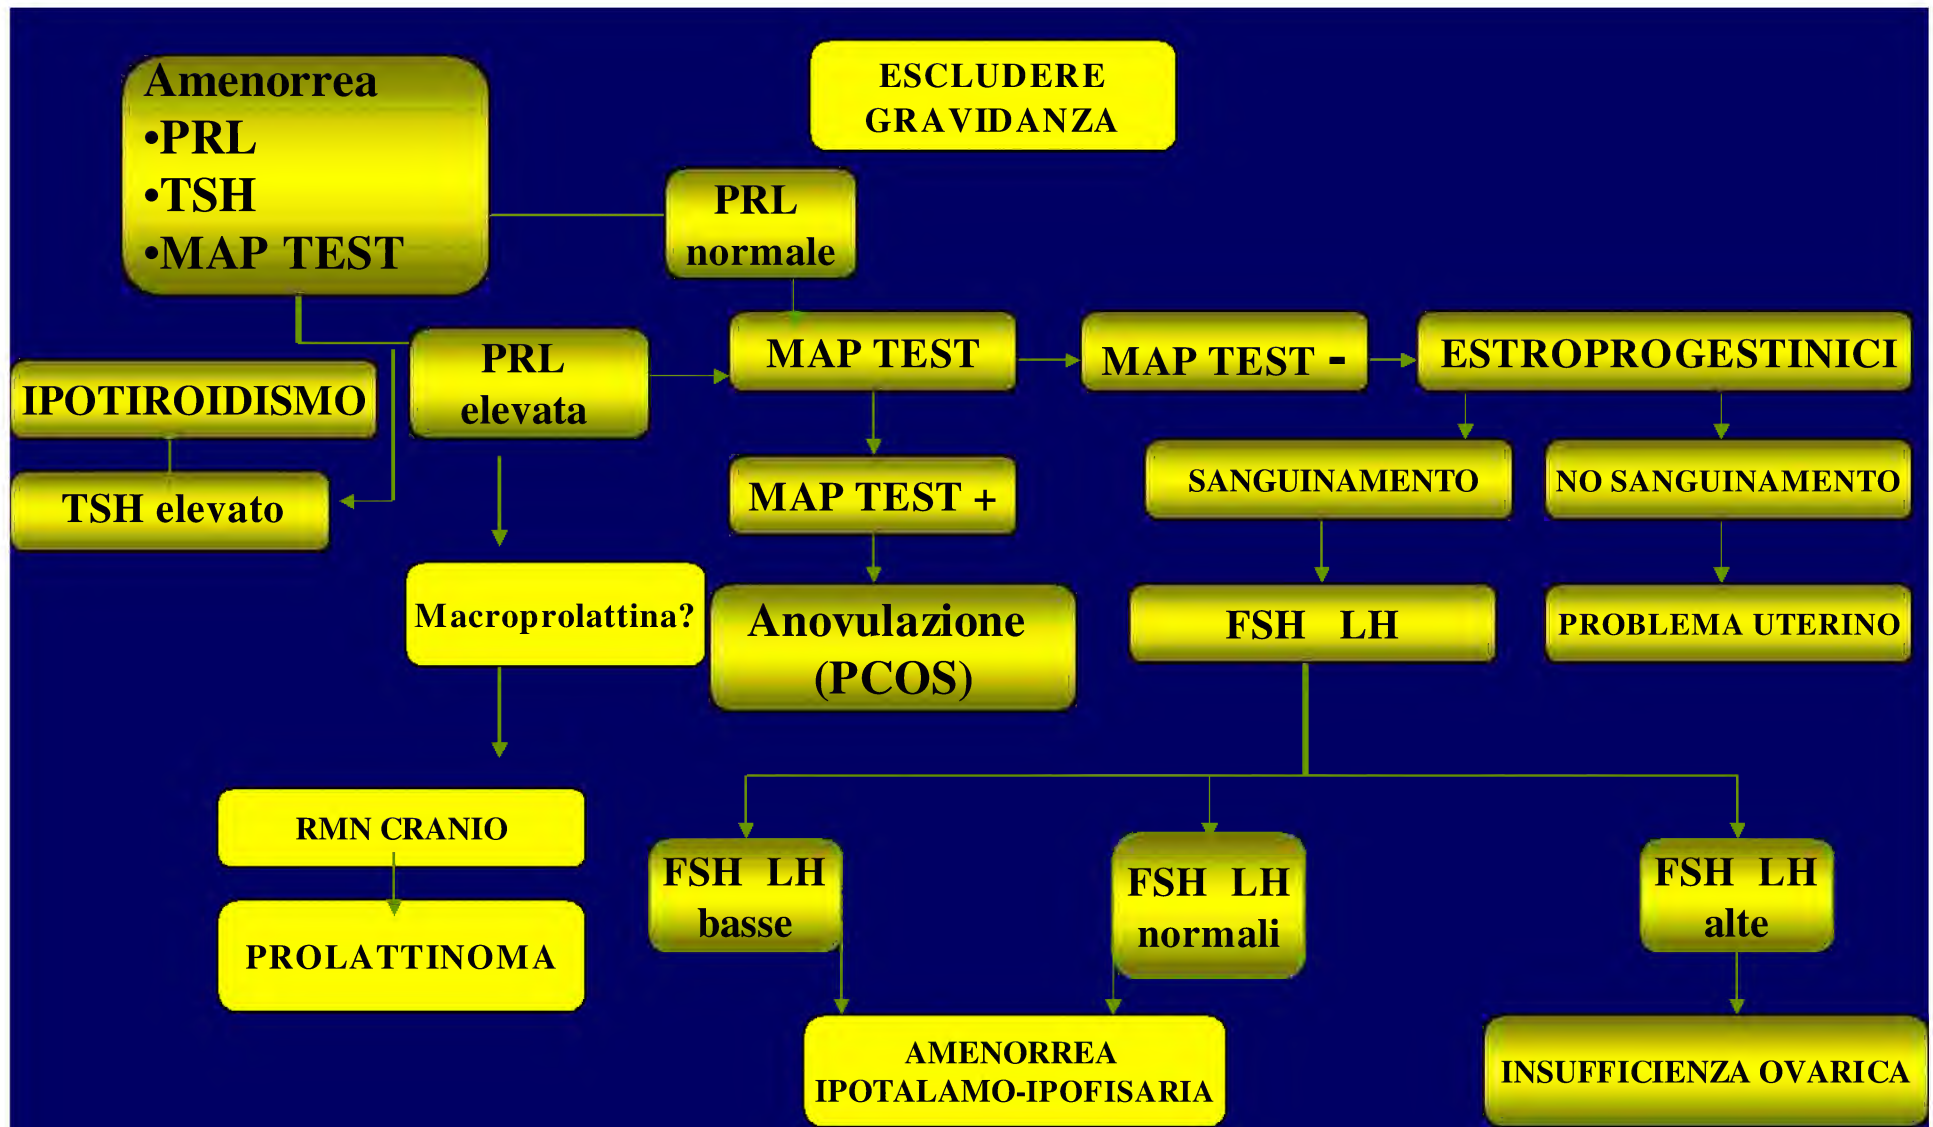 Amenorrea
•PRL
•TSH
•MAP TEST
ESCLUDERE
GRAVIDANZA
PRL
normale
IPOTIROIDISMO
TSH elevato
PRL
elevata
MAP TEST
MAP TEST -
ESTROPROGESTINICI
MAP TEST +
SANGUINAMENTO
NO SANGUINAMENTO
Macroprolattina?
Anovulazione
(PCOS)
FSH LH
PROBLEMA UTERINO
RMN CRANIO
PROLATTINOMA
FSH LH
basse
FSH LH
normali
FSH LH
alte
AMENORREA
IPOTALAMO-IPOFISARIA
INSUFFICIENZA OVARICA